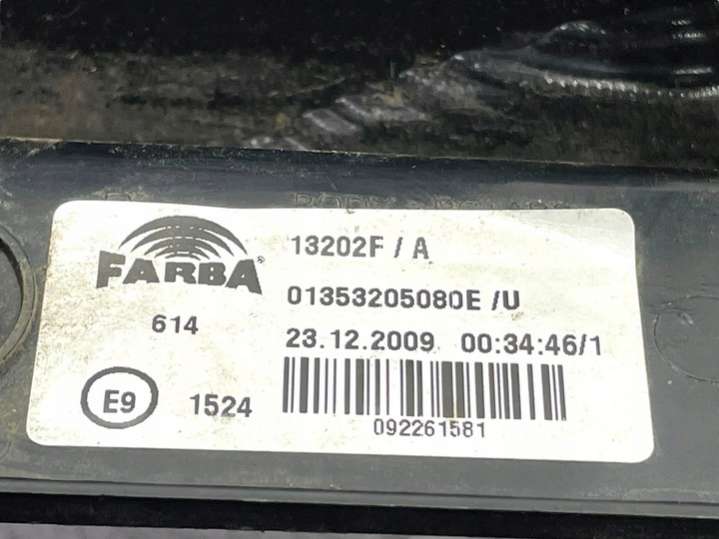 FARBA®
13202F / A
01353205080E /U
614
23.12.2009 00:34:46/1
E9
1524
092261581